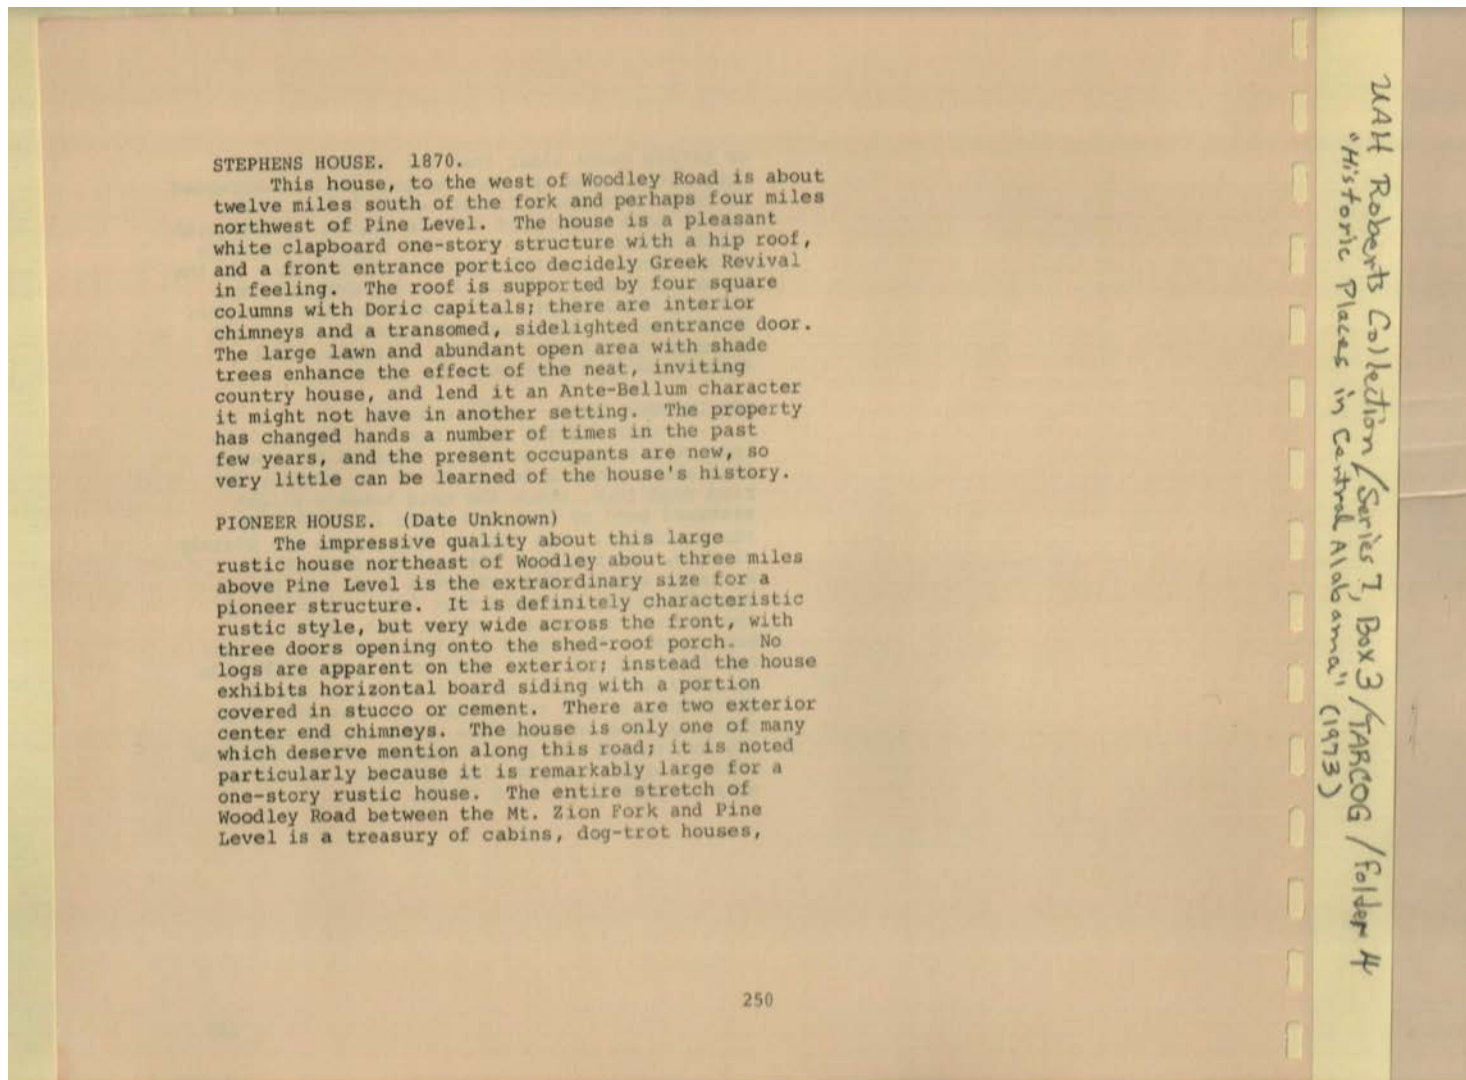 STEPHENS HOUSE.  1870.
This house, to the west of Woodley Road is about
twelve miles south of the fork and perhaps four miles
northwest of Pine Level.  The house is a pleasant
white clapboard one-story structure with a hip roof,
and a front entrance portico decidely Greek Revival
in feeling.  The roof is supported by four square
columns with Doric capitals; there are interior
chimneys and a transomed, sidelighted entrance door.
The large lawn and abundant open area with shade
trees enhance the effect of the neat, inviting
country house, and lend it an Ante-Bellum character
it might not have in another setting.  The property
has changed hands a number of times in the past
few years, and the present occupants are new, so
very little can be learned of the house's history.
PIONEER HOUSE.  (Date Unknown)
The impressive quality about this large
rustic house northeast of Woodley about three miles
above Pine Level is the extraordinary size for a
pioneer structure.  It is definitely characteristic
rustic style, but very wide across the front, with
three doors opening onto the shed-roof porch.  No
logs are apparent on the exterior; instead the house
exhibits horizontal board siding with a portion
covered in stucco or cement.  There are two exterior
center end chimneys.  The house is only one of many
which deserve mention along this road; it is noted
particularly because it is remarkably large for a
one-story rustic house.  The entire stretch of
Woodley Road between the Mt. Zion Fork and Pine
Level is a treasury of cabins, dog-trot houses,
250
UAH Roberts Collection/Series 7, Box 3/TARCOG/folder 4
"Historic Places in Central Alabama" (1973)